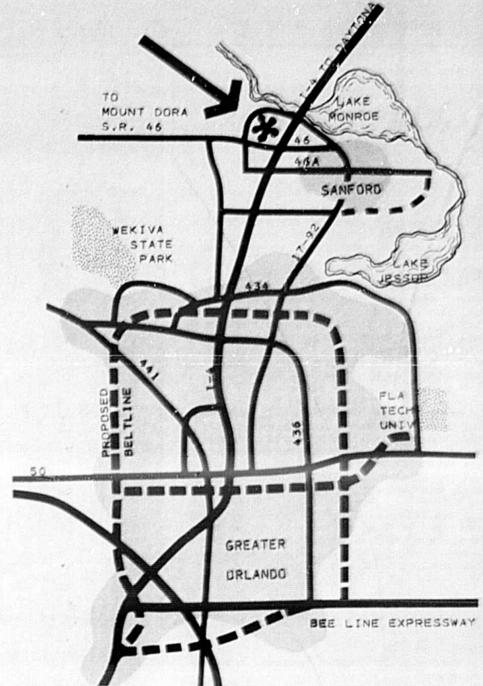 I-4 TO DAYTONA
TO
MOUNT DORA
S.R. 46
LAKE
MONROE
46
46A
SANFORD
WEKIVA
STATE
PARK
17-92
LAKE
JESSUP
434
441
I-4
PROPOSED
BELTLINE
436
FLA
TECH
UNIV
50
GREATER
ORLANDO
BEE LINE EXPRESSWAY